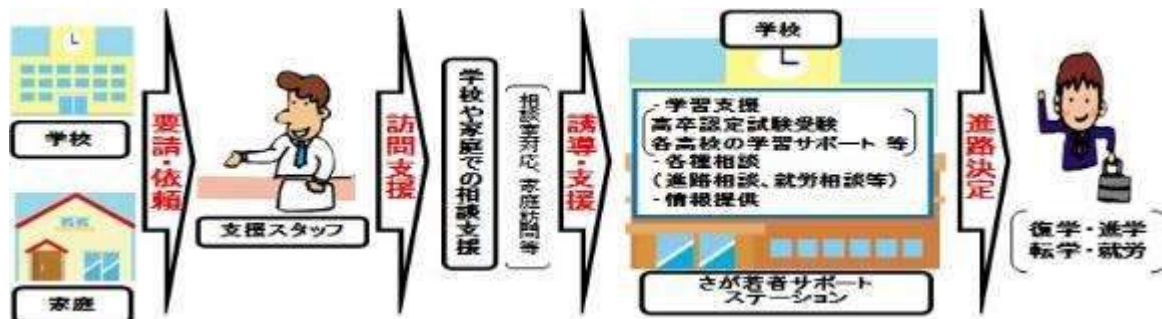 学校
家庭
要請・依頼
支援スタッフ
訪問支援
学校や家庭での相談支援
相談室対応、家庭訪問等
誘導・支援
学校
・学習支援
高卒認定試験受験
各高校の学習サポート 等
・各種相談
(進路相談、就労相談等)
・情報提供
さが若者サポート
ステーション
進路決定
復学・進学
転学・就労